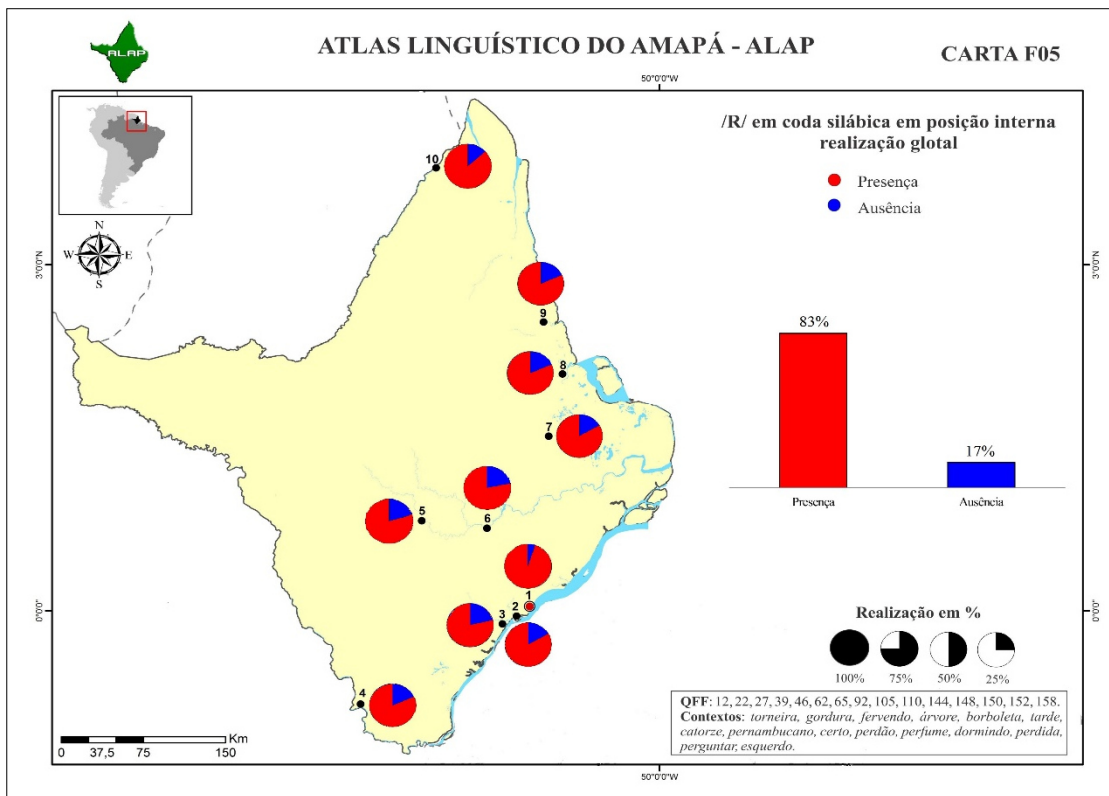 ALAP
ATLAS LINGUÍSTICO DO AMAPÁ - ALAP
CARTA F05
50°0'0"W
/R/ em coda silábica em posição interna
realização glotal
Presença
Ausência
N
W E
S
10
3°0'0"N
3°0'0"N
9
8
7
5
6
1
2
3
4
0°0'0"
0°0'0"
83%
17%
Presença
Ausência
Realização em %
100% 75% 50% 25%
QFF: 12, 22, 27, 39, 46, 62, 65, 92, 105, 110, 144, 148, 150, 152, 158.
Contextos: torneira, gordura, fervendo, árvore, borboleta, tarde,
catorze, pernambucano, certo, perdão, perfume, dormindo, perdida,
perguntar, esquerdo.
Km
0 37,5 75 150
50°0'0"W